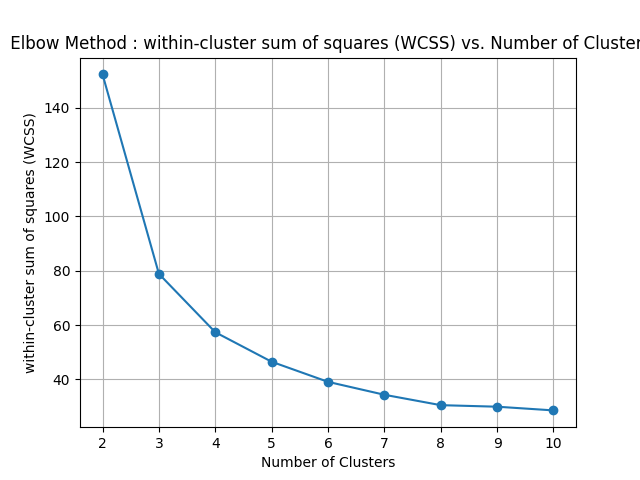 Elbow Method : within-cluster sum of squares (WCSS) vs. Number of Cluster
within-cluster sum of squares (WCSS)
140
120
100
80
60
40
2 3 4 5 6 7 8 9 10
Number of Clusters